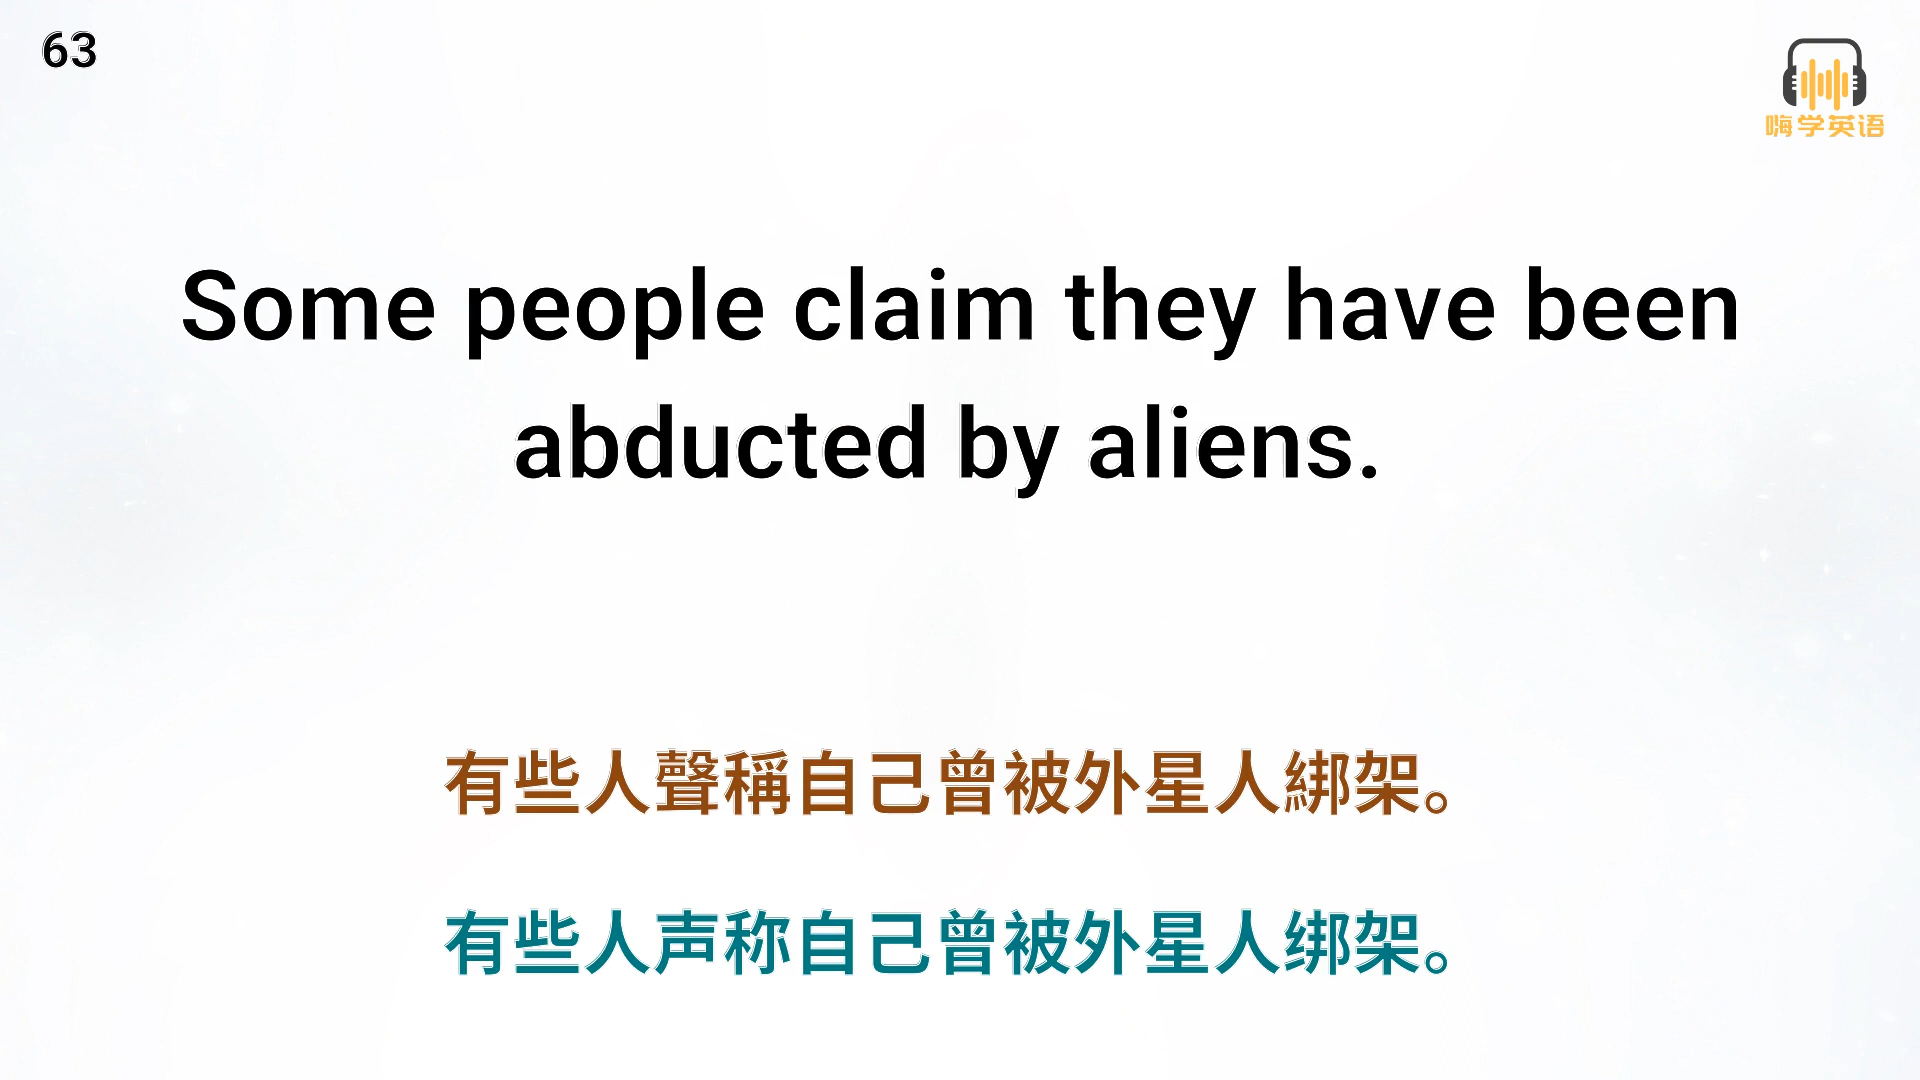 63
嗨学英语
Some people claim they have been
abducted by aliens.
有些人聲稱自己曾被外星人綁架。
有些人声称自己曾被外星人绑架。